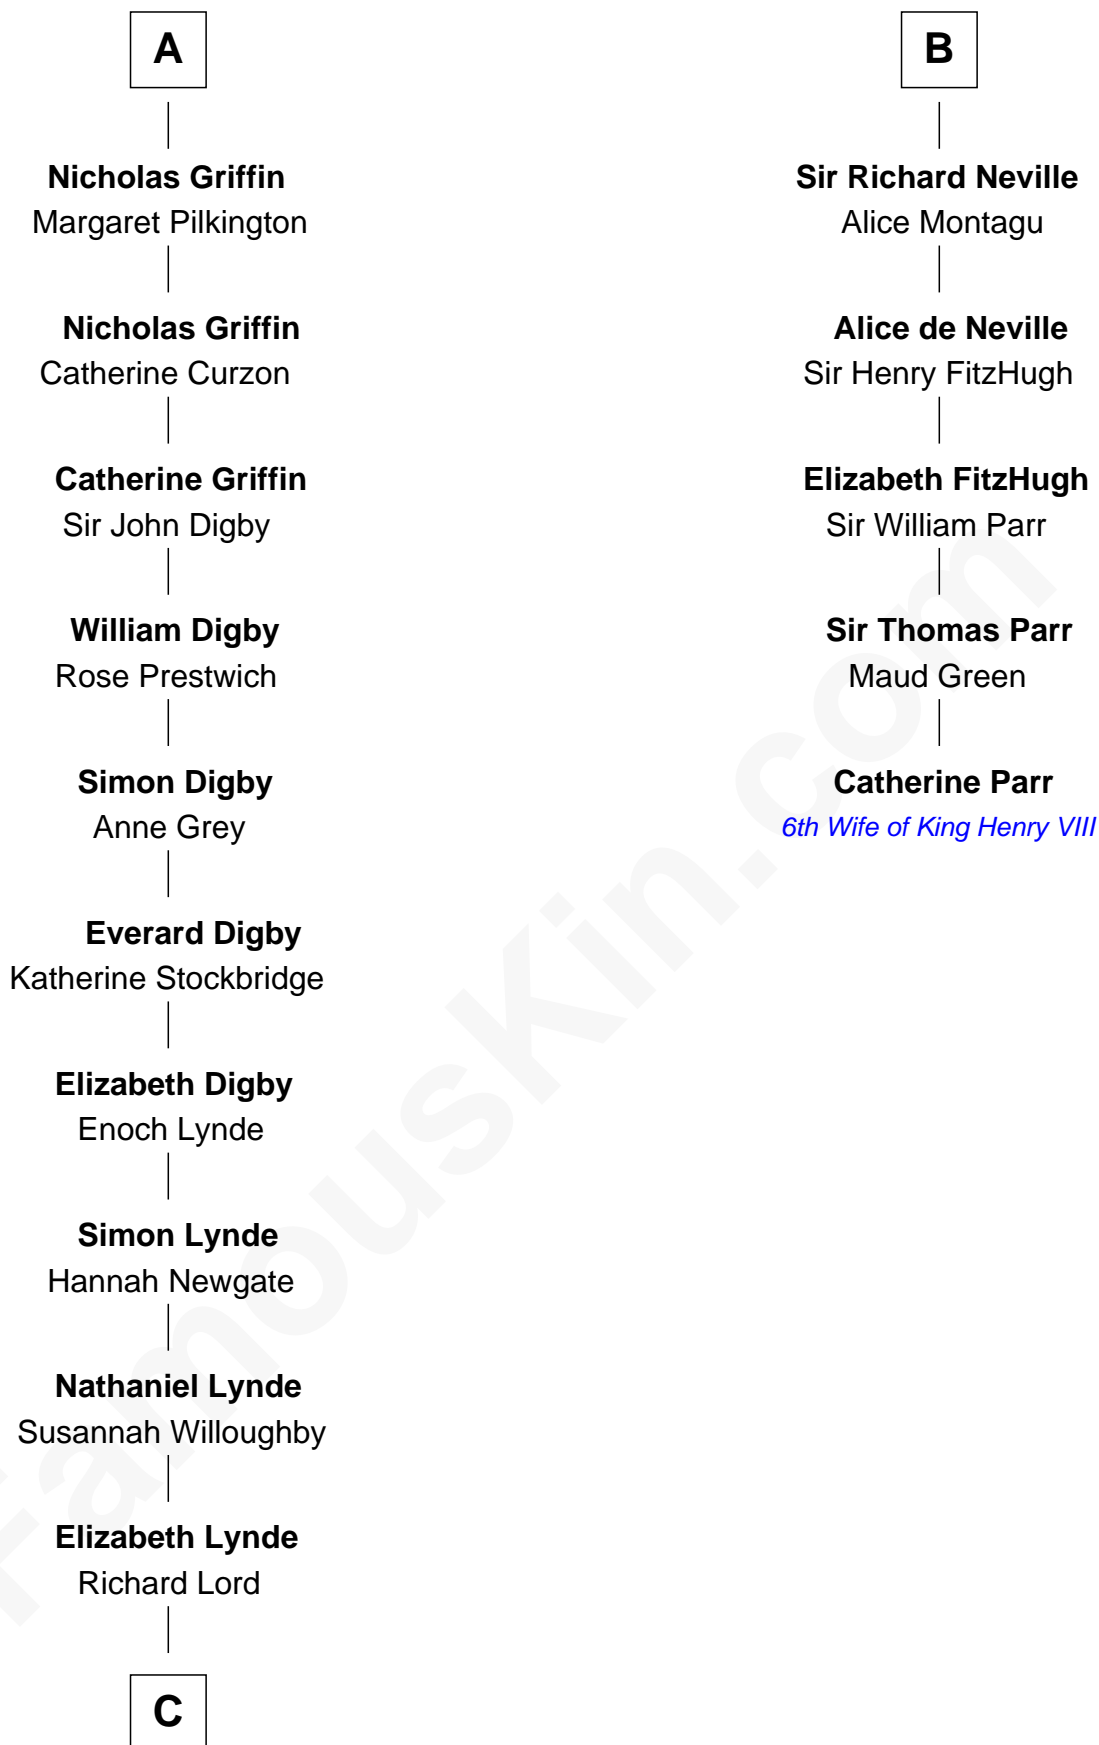 A
Nicholas Griffin
Margaret Pilkington
Nicholas Griffin
Catherine Curzon
Catherine Griffin
Sir John Digby
William Digby
Rose Prestwich
Simon Digby
Anne Grey
Everard Digby
Katherine Stockbridge
Elizabeth Digby
Enoch Lynde
Simon Lynde
Hannah Newgate
Nathaniel Lynde
Susannah Willoughby
Elizabeth Lynde
Richard Lord
C
B
Sir Richard Neville
Alice Montagu
Alice de Neville
Sir Henry FitzHugh
Elizabeth FitzHugh
Sir William Parr
Sir Thomas Parr
Maud Green
Catherine Parr
6th Wife of King Henry VIII
FamousKin.com